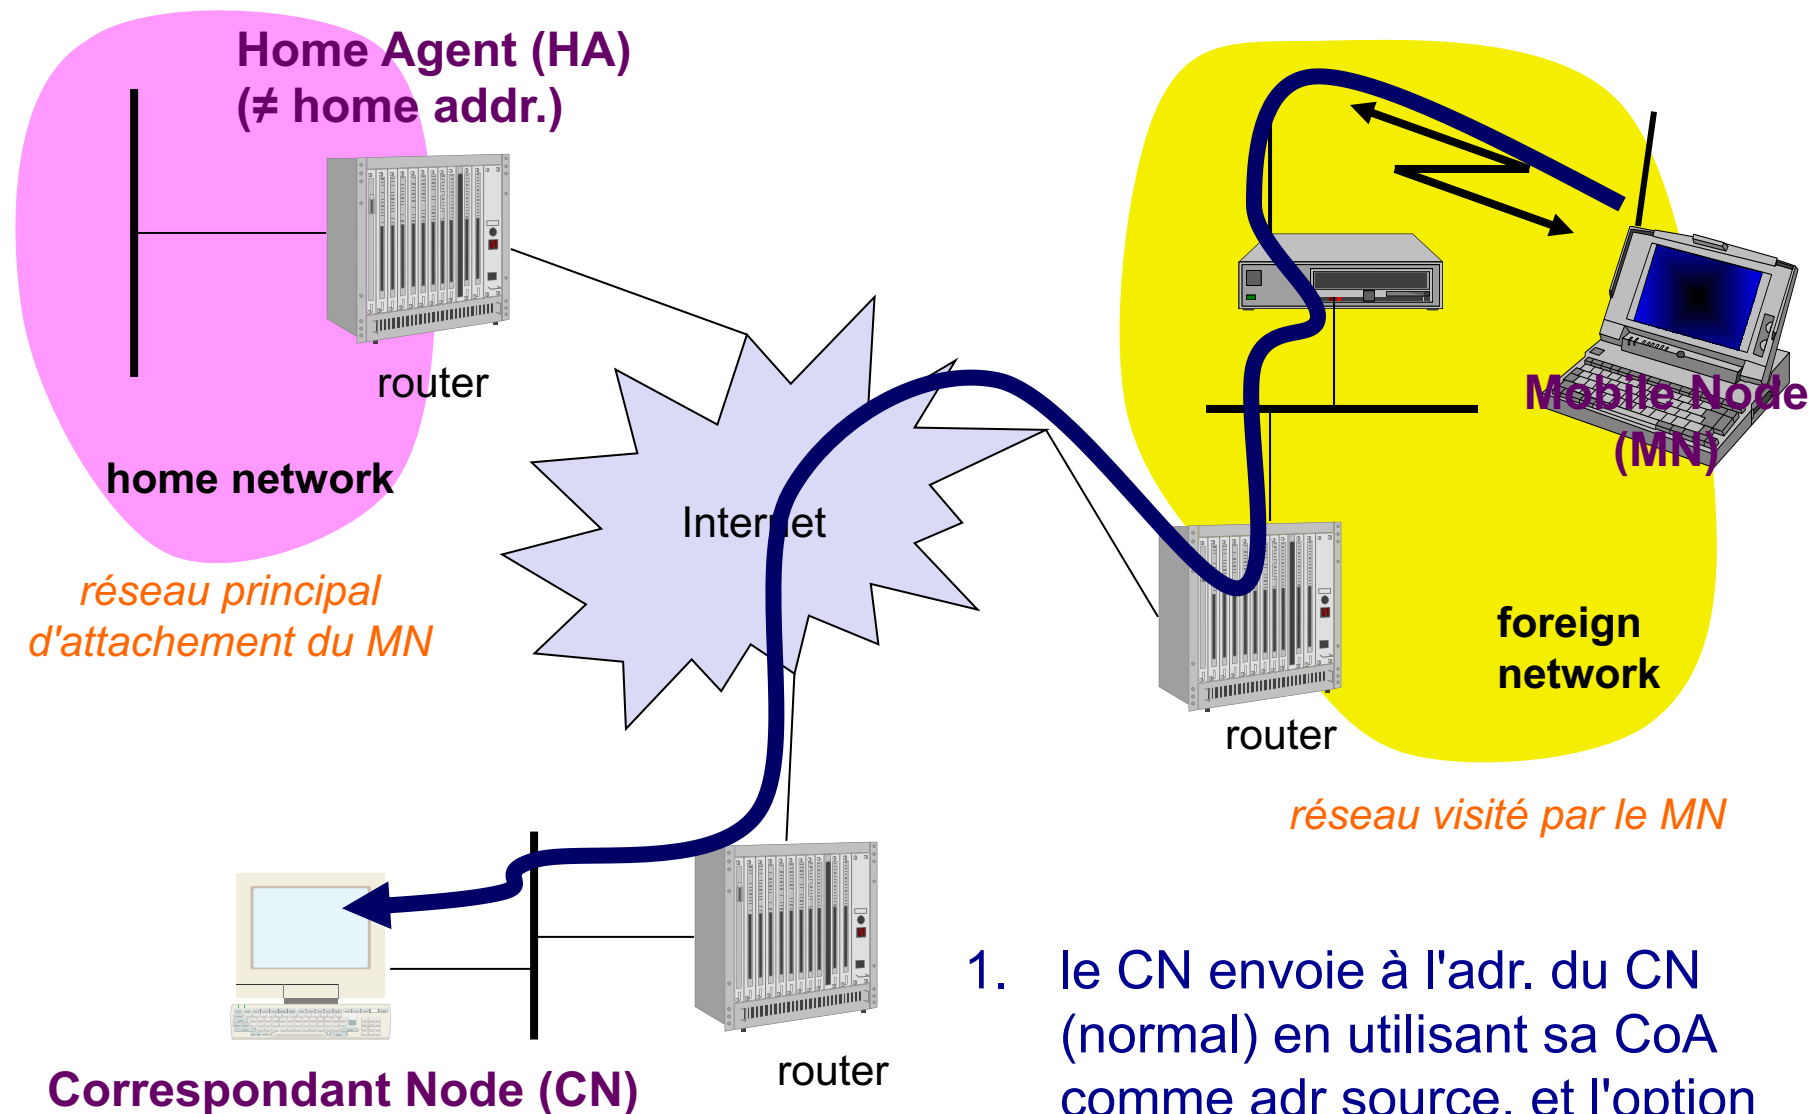 Home Agent (HA)
(≠ home addr.)
router
home network
réseau principal
d'attachement du MN
Internet
Mobile Node
(MN)
foreign
network
router
réseau visité par le MN
router
Correspondant Node (CN)
1. le CN envoie à l'adr. du CN
(normal) en utilisant sa CoA
comme adr source, et l'option